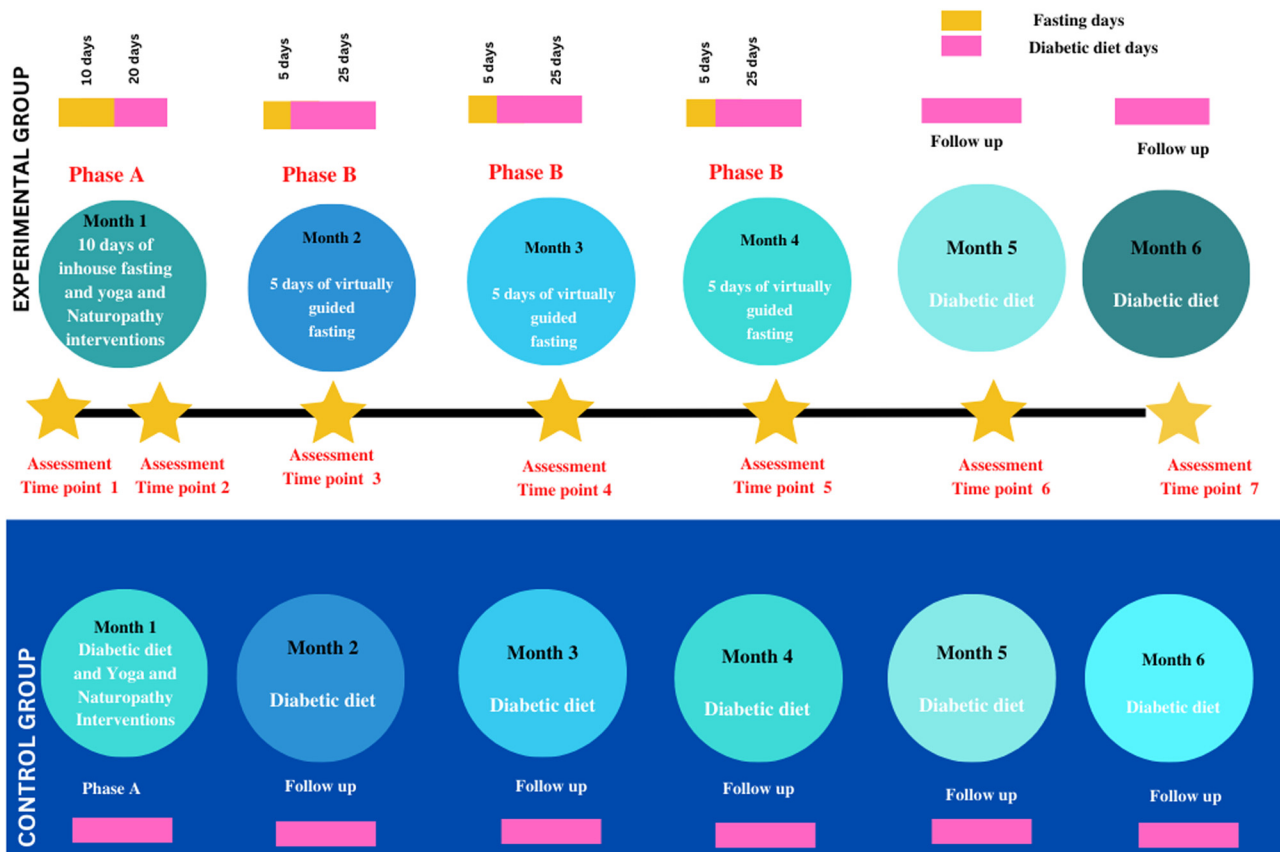 Fasting days
Diabetic diet days
EXPERIMENTAL GROUP
10 days
20 days
5 days
25 days
5 days
25 days
5 days
25 days
Follow up
Follow up
Phase A
Phase B
Phase B
Phase B
Month 1
10 days of
inhouse fasting
and yoga and
Naturopathy
interventions
Month 2
5 days of virtually
guided
fasting
Month 3
5 days of virtually
guided
fasting
Month 4
5 days of virtually
guided
fasting
Month 5
Diabetic diet
Month 6
Diabetic diet
Assessment
Time point 1
Assessment
Time point 2
Assessment
Time point 3
Assessment
Time point 4
Assessment
Time point 5
Assessment
Time point 6
Assessment
Time point 7
CONTROL GROUP
Month 1
Diabetic diet
and Yoga and
Naturopathy
Interventions
Month 2
Diabetic diet
Month 3
Diabetic diet
Month 4
Diabetic diet
Month 5
Diabetic diet
Month 6
Diabetic diet
Phase A
Follow up
Follow up
Follow up
Follow up
Follow up